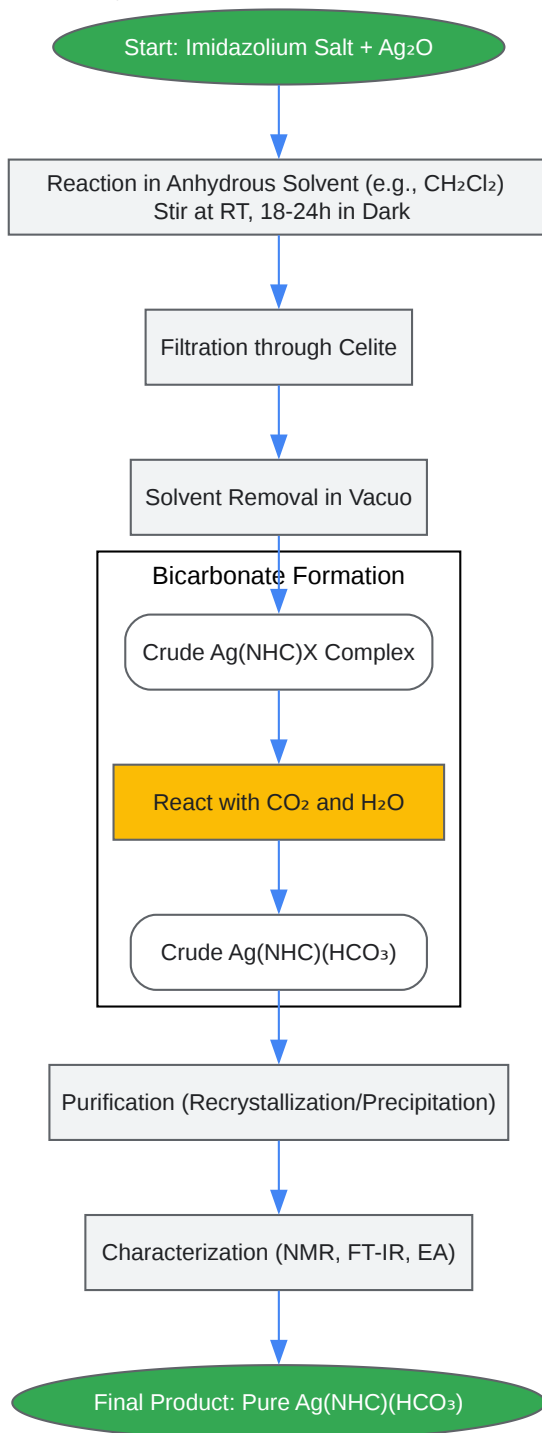 Start: Imidazolium Salt + Ag₂O
Reaction in Anhydrous Solvent (e.g., CH₂Cl₂)
Stir at RT, 18-24h in Dark
Filtration through Celite
Solvent Removal in Vacuo
Bicarbonate Formation
Crude Ag(NHC)X Complex
React with CO₂ and H₂O
Crude Ag(NHC)(HCO₃)
Purification (Recrystallization/Precipitation)
Characterization (NMR, FT-IR, EA)
Final Product: Pure Ag(NHC)(HCO₃)